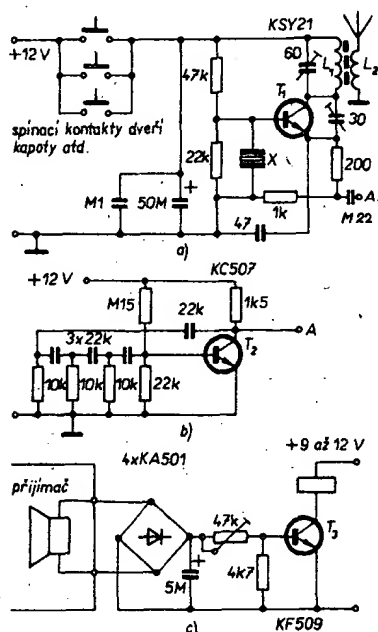 KSY21
+12 V
60
L₁
L₂
47k
T₁
30
spínací kontakty dveří
kapoty atd.
22k
X
200
M1
50M
+
1k
A
47
M22
a)
+12 V
KC507
M15
22k
1k5
A
3x22k
T₂
10k
10k
10k
22k
b)
4xKA501
+9 až 12 V
přijímač
47k
T₃
+
5M
4k7
c)
KF509